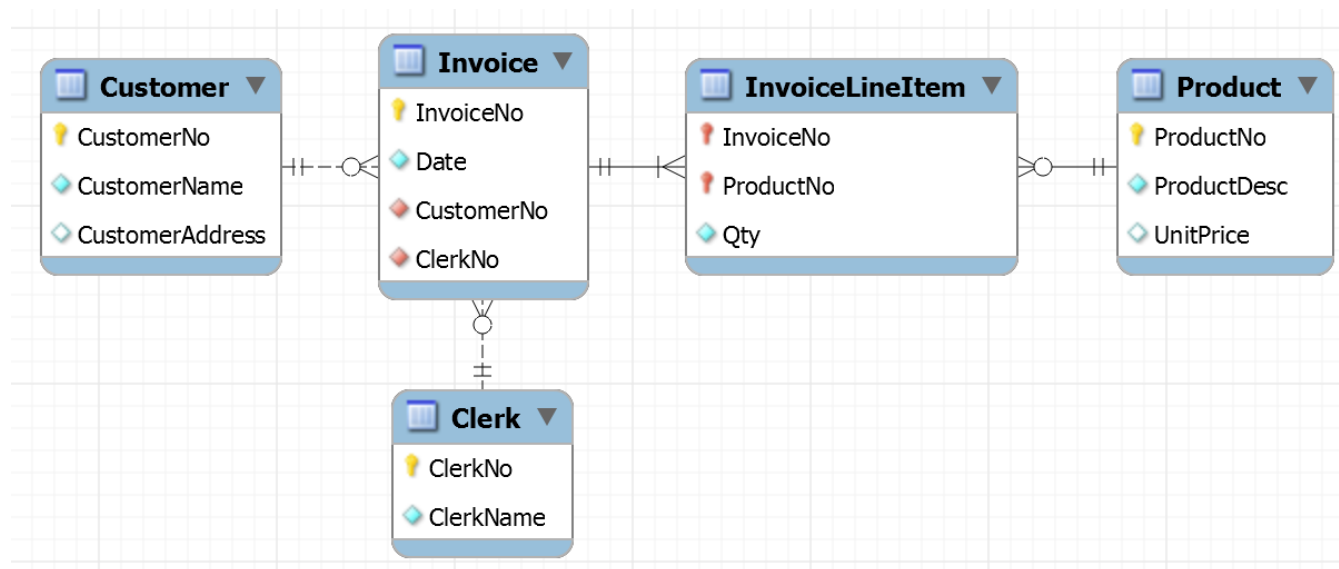 Customer
CustomerNo
CustomerName
CustomerAddress
Invoice
InvoiceNo
Date
CustomerNo
ClerkNo
InvoiceLineItem
InvoiceNo
ProductNo
Qty
Product
ProductNo
ProductDesc
UnitPrice
Clerk
ClerkNo
ClerkName